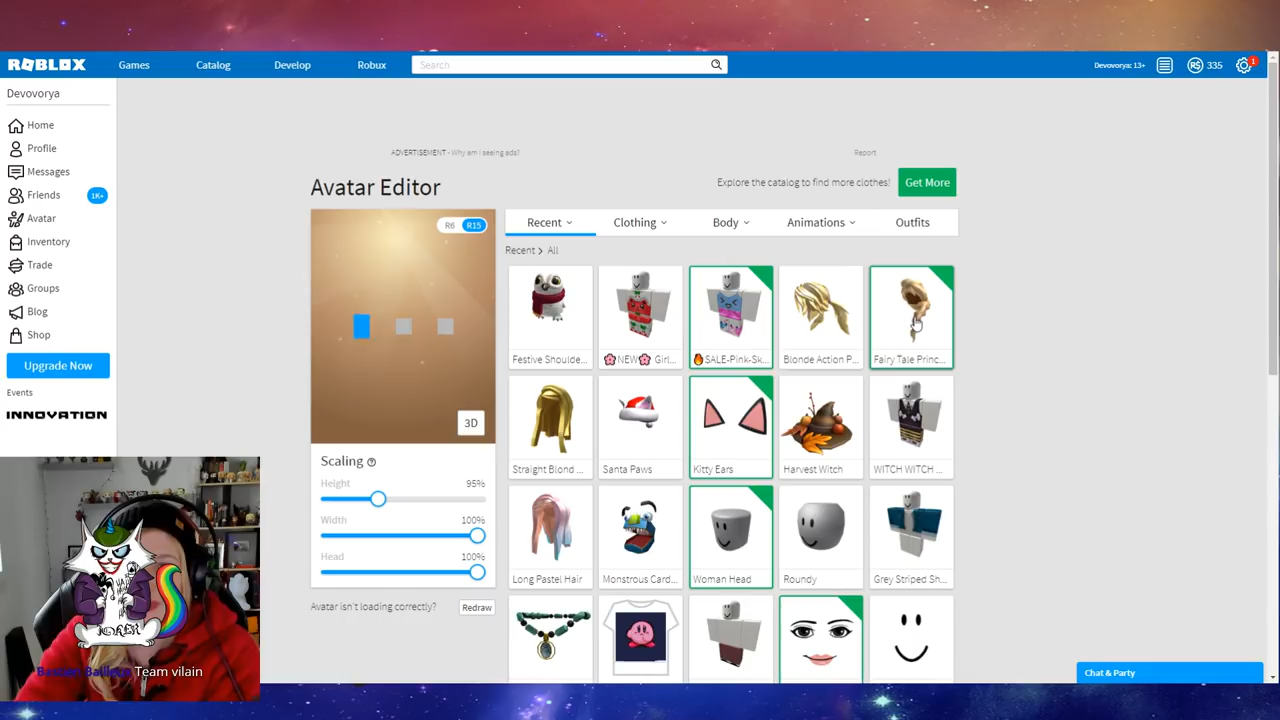 ROBLOX Games Catalog Develop Robux Search Devovorya: 13+ R$ 335 1
Devovorya
Home
Profile
Messages
Friends 1K+
Avatar
Inventory
Trade
Groups
Blog
Shop
Upgrade Now
Events
INNOVATION
ADVERTISEMENT - Why am I seeing ads? Report
Avatar Editor
Explore the catalog to find more clothes! Get More
R6 R15
3D
Recent Clothing Body Animations Outfits
Recent > All
Festive Shoulde... NEW Girl... SALE-Pink-Sk... Blonde Action P... Fairy Tale Princ...
Straight Blond ... Santa Paws Kitty Ears Harvest Witch WITCH WITCH ...
Long Pastel Hair Monstrous Card... Woman Head Roundy Grey Striped Sh...
Scaling
Height 95%
Width 100%
Head 100%
Avatar isn't loading correctly? Redraw
Team vilain
Chat & Party